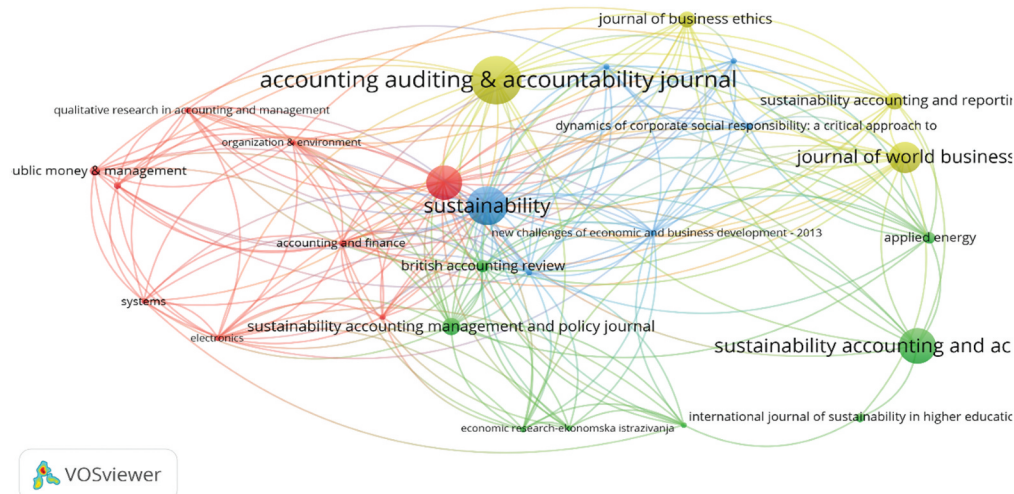 journal of business ethics
accounting auditing & accountability journal
sustainability accounting and reportin
qualitative research in accounting and management
dynamics of corporate social responsibility: a critical approach to
organization & environment
journal of world business
ublic money & management
sustainability
new challenges of economic and business development - 2013
applied energy
accounting and finance
british accounting review
systems
sustainability accounting management and policy journal
electronics
sustainability accounting and ac
international journal of sustainability in higher educatic
economic research-ekonomska istrazivanja
VOSviewer